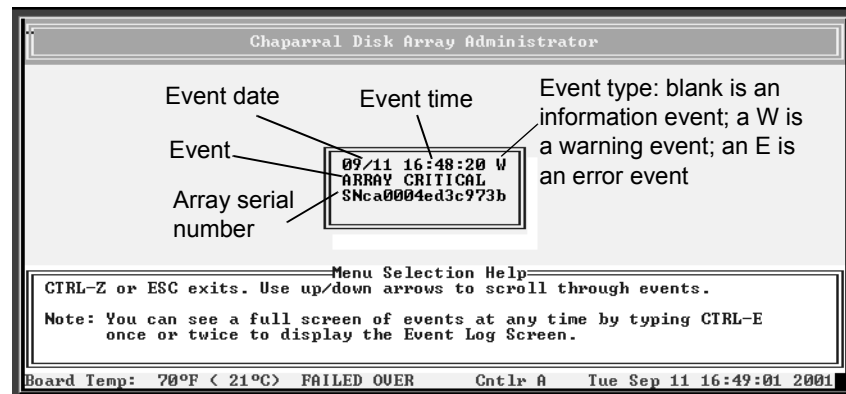 Chaparral Disk Array Administrator
Event date
Event time
Event type: blank is an
information event; a W is
a warning event; an E is
an error event
Event
Array serial
number
09/11 16:48:20 W
ARRAY CRITICAL
SNca0004ed3c973b
Menu Selection Help
CTRL-Z or ESC exits. Use up/down arrows to scroll through events.
Note: You can see a full screen of events at any time by typing CTRL-E
once or twice to display the Event Log Screen.
Board Temp: 70ºF ( 21ºC) FAILED OVER Cntlr A Tue Sep 11 16:49:01 2001